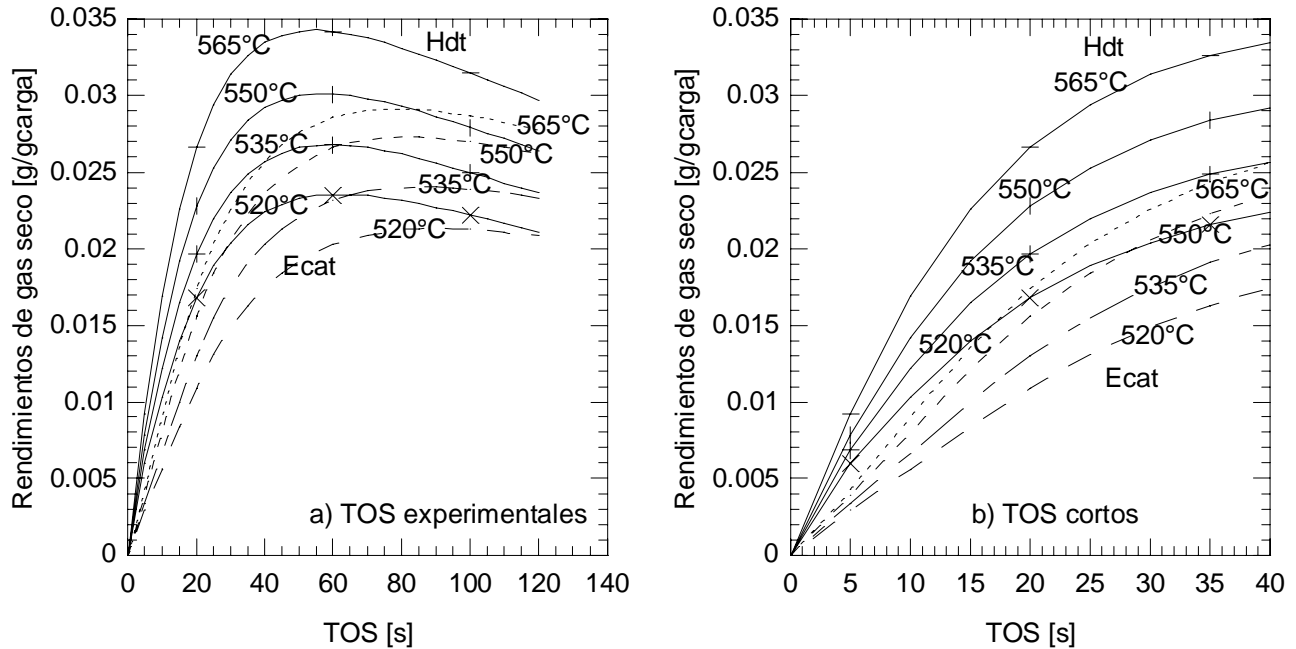 Rendimientos de gas seco [g/gcarga]
0.035
0.03
0.025
0.02
0.015
0.01
0.005
0
565°C
Hdt
550°C
535°C
520°C
565°C
550°C
535°C
520°C
Ecat
a) TOS experimentales
0 20 40 60 80 100 120 140
TOS [s]
Rendimientos de gas seco [g/gcarga]
0.035
0.03
0.025
0.02
0.015
0.01
0.005
0
Hdt
565°C
550°C
535°C
520°C
565°C
550°C
535°C
520°C
Ecat
b) TOS cortos
0 5 10 15 20 25 30 35 40
TOS [s]